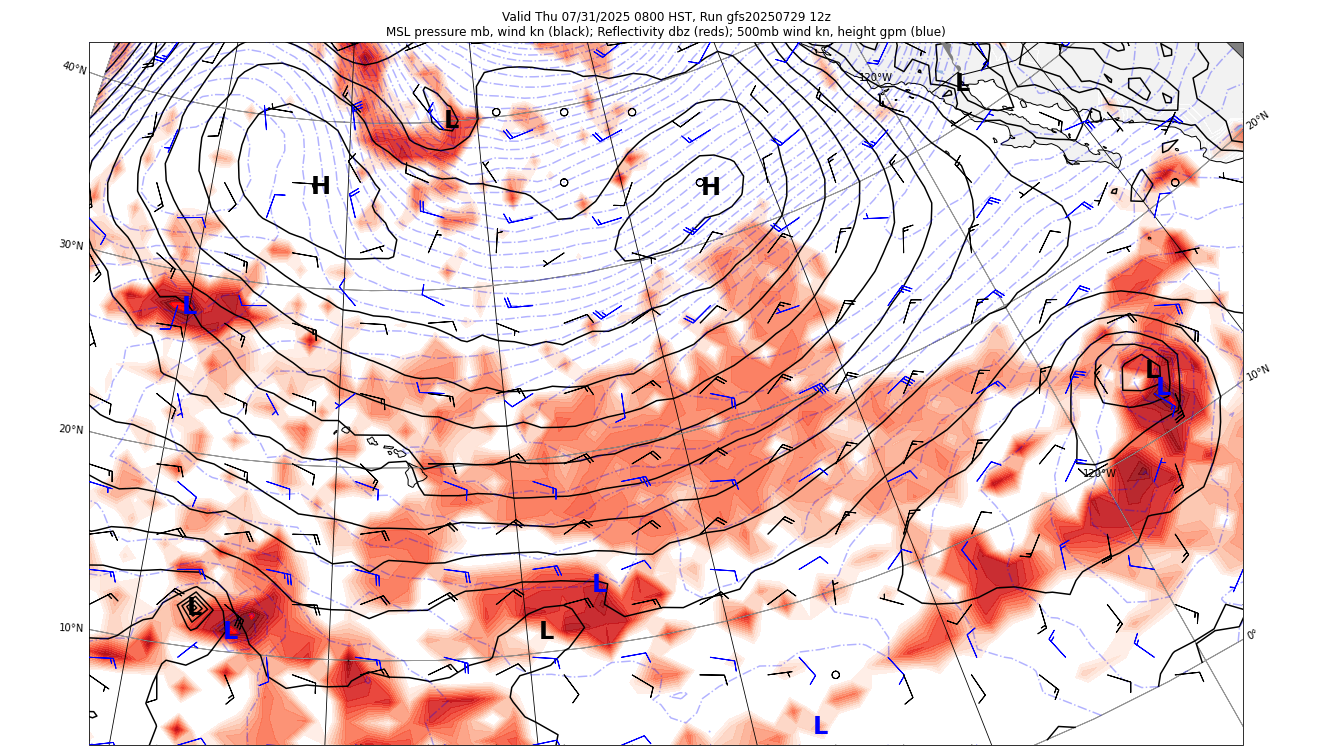 Valid Thu 07/31/2025 0800 HST, Run gfs20250729 12z
MSL pressure mb, wind kn (black); Reflectivity dbz (reds); 500mb wind kn, height gpm (blue)
40°N
120°W
L
20°N
L
H
H
30°N
L
10°N
L
L
20°N
120°W
L
L
10°N
L
L
0°
L